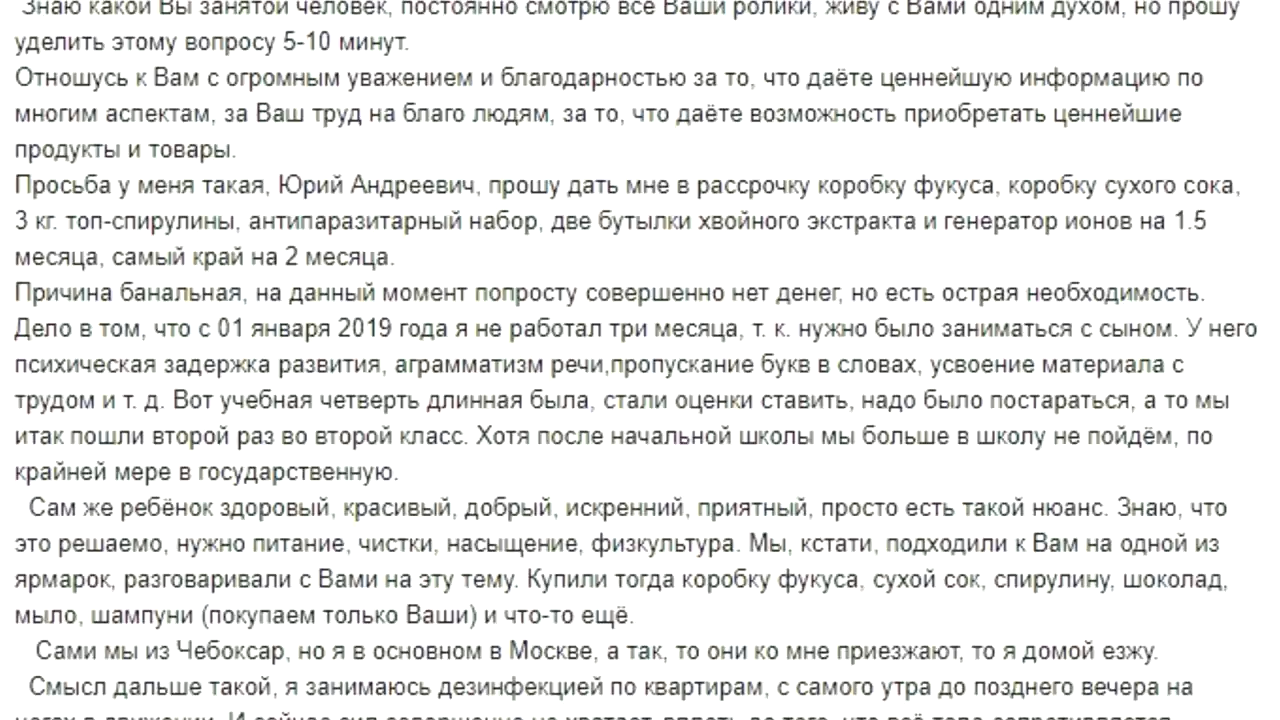 Знаю какой Вы занятой человек, постоянно смотрю все Ваши ролики, живу с Вами одним духом, но прошу
уделить этому вопросу 5-10 минут.
Отношусь к Вам с огромным уважением и благодарностью за то, что даёте ценнейшую информацию по
многим аспектам, за Ваш труд на благо людям, за то, что даёте возможность приобретать ценнейшие
продукты и товары.
Просьба у меня такая, Юрий Андреевич, прошу дать мне в рассрочку коробку фукуса, коробку сухого сока,
3 кг. топ-спирулины, антипаразитарный набор, две бутылки хвойного экстракта и генератор ионов на 1.5
месяца, самый край на 2 месяца.
Причина банальная, на данный момент попросту совершенно нет денег, но есть острая необходимость.
Дело в том, что с 01 января 2019 года я не работал три месяца, т. к. нужно было заниматься с сыном. У него
психическая задержка развития, аграмматизм речи,пропускание букв в словах, усвоение материала с
трудом и т. д. Вот учебная четверть длинная была, стали оценки ставить, надо было постараться, а то мы
итак пошли второй раз во второй класс. Хотя после начальной школы мы больше в школу не пойдём, по
крайней мере в государственную.
Сам же ребёнок здоровый, красивый, добрый, искренний, приятный, просто есть такой нюанс. Знаю, что
это решаемо, нужно питание, чистки, насыщение, физкультура. Мы, кстати, подходили к Вам на одной из
ярмарок, разговаривали с Вами на эту тему. Купили тогда коробку фукуса, сухой сок, спирулину, шоколад,
мыло, шампуни (покупаем только Ваши) и что-то ещё.
Сами мы из Чебоксар, но я в основном в Москве, а так, то они ко мне приезжают, то я домой езжу.
Смысл дальше такой, я занимаюсь дезинфекцией по квартирам, с самого утра до позднего вечера на